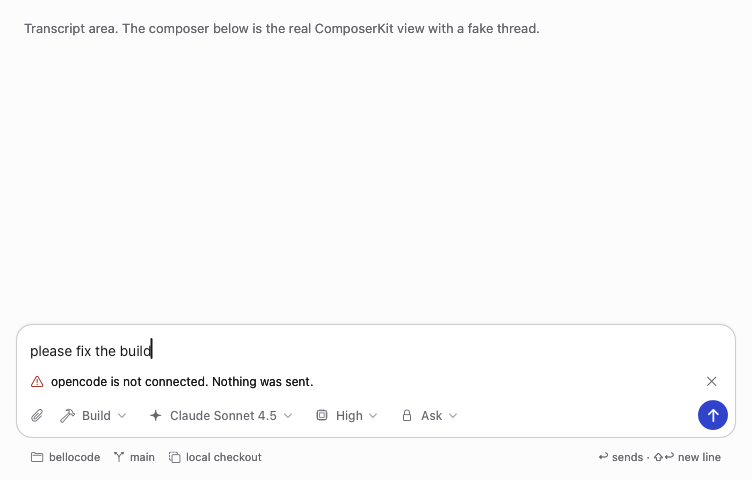 Transcript area. The composer below is the real ComposerKit view with a fake thread.
please fix the build
opencode is not connected. Nothing was sent.
Build Claude Sonnet 4.5 High Ask
bellocode main local checkout ↩ sends · ⇧↩ new line